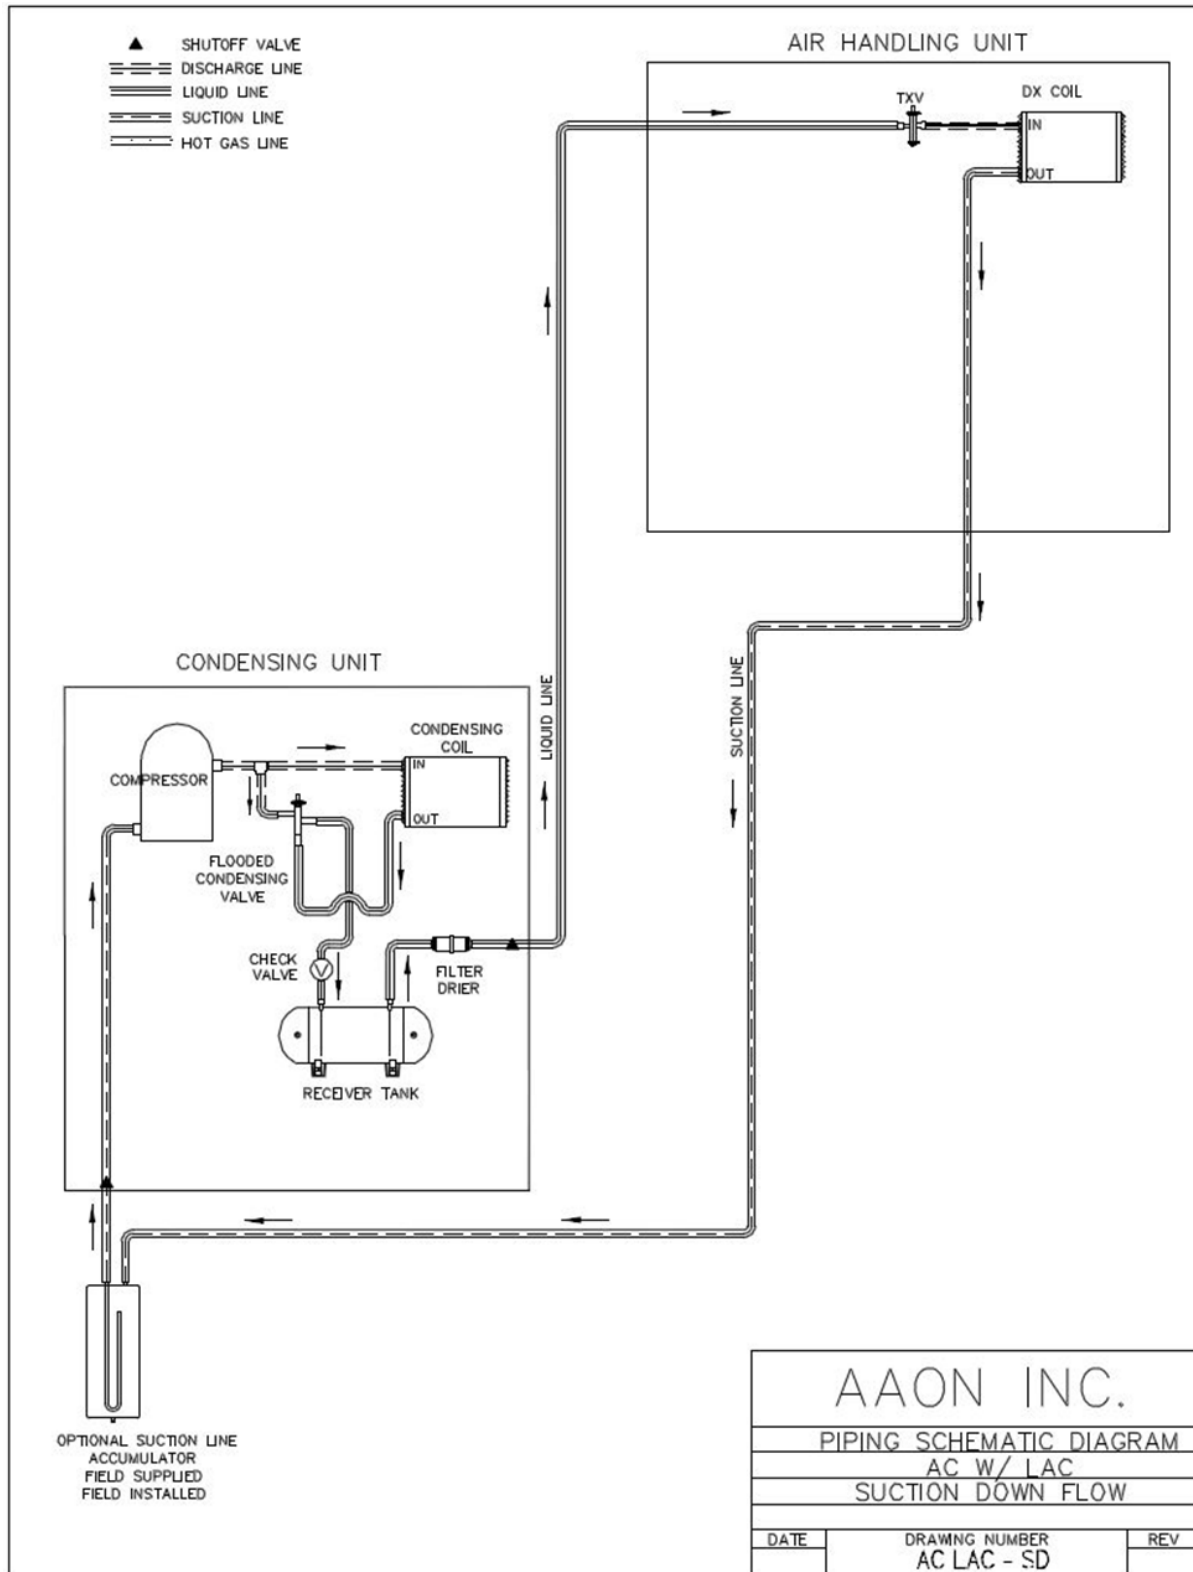 SHUTOFF VALVE
DISCHARGE LINE
LIQUID LINE
SUCTION LINE
HOT GAS LINE
AIR HANDLING UNIT
TXV
DX COIL
IN
OUT
LIQUID LINE
SUCTION LINE
CONDENSING UNIT
COMPRESSOR
CONDENSING
COIL
IN
OUT
FLOODED
CONDENSING
VALVE
CHECK
VALVE
V
FILTER
DRIER
RECEIVER TANK
OPTIONAL SUCTION LINE
ACCUMULATOR
FIELD SUPPLIED
FIELD INSTALLED
AAON INC.
PIPING SCHEMATIC DIAGRAM
AC W/ LAC
SUCTION DOWN FLOW
DATE
DRAWING NUMBER
REV
AC LAC - SD